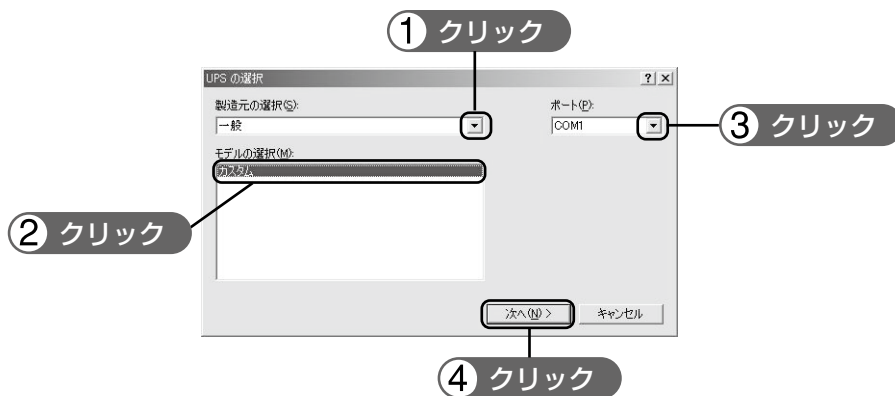 ① クリック
UPS の選択
製造元の選択(S):
一般
ポート(P):
COM1
③ クリック
モデルの選択(M):
カスタム
② クリック
次へ(N) >
キャンセル
④ クリック